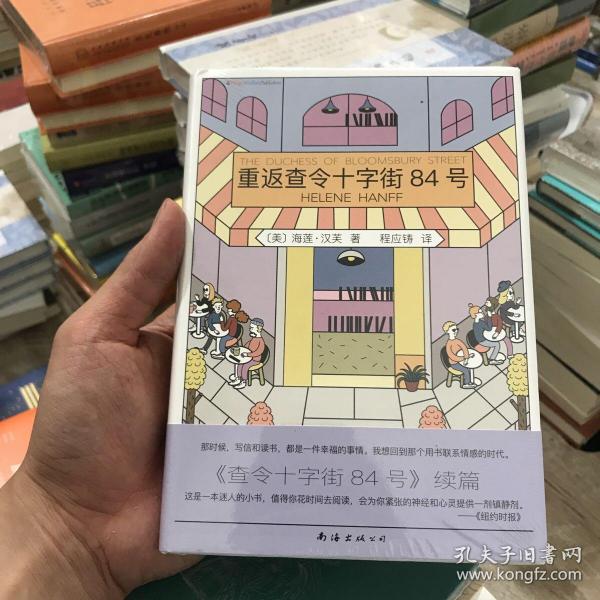 THE DUCHESS OF BLOOMSBURY STREET
重返查令十字街 84 号
HELENE HANFF
〔美〕海莲·汉芙 著 程应铸 译
那时候，写信和读书，都是一件幸福的事情。我想回到那个用书联系情感的时代。
《查令十字街 84 号》续篇
这是一本迷人的小书，值得你花时间去阅读，会为你紧张的神经和心灵提供一剂镇静剂。
——《纽约时报》
南海出版公司
孔夫子旧书网
www.kongfz.com